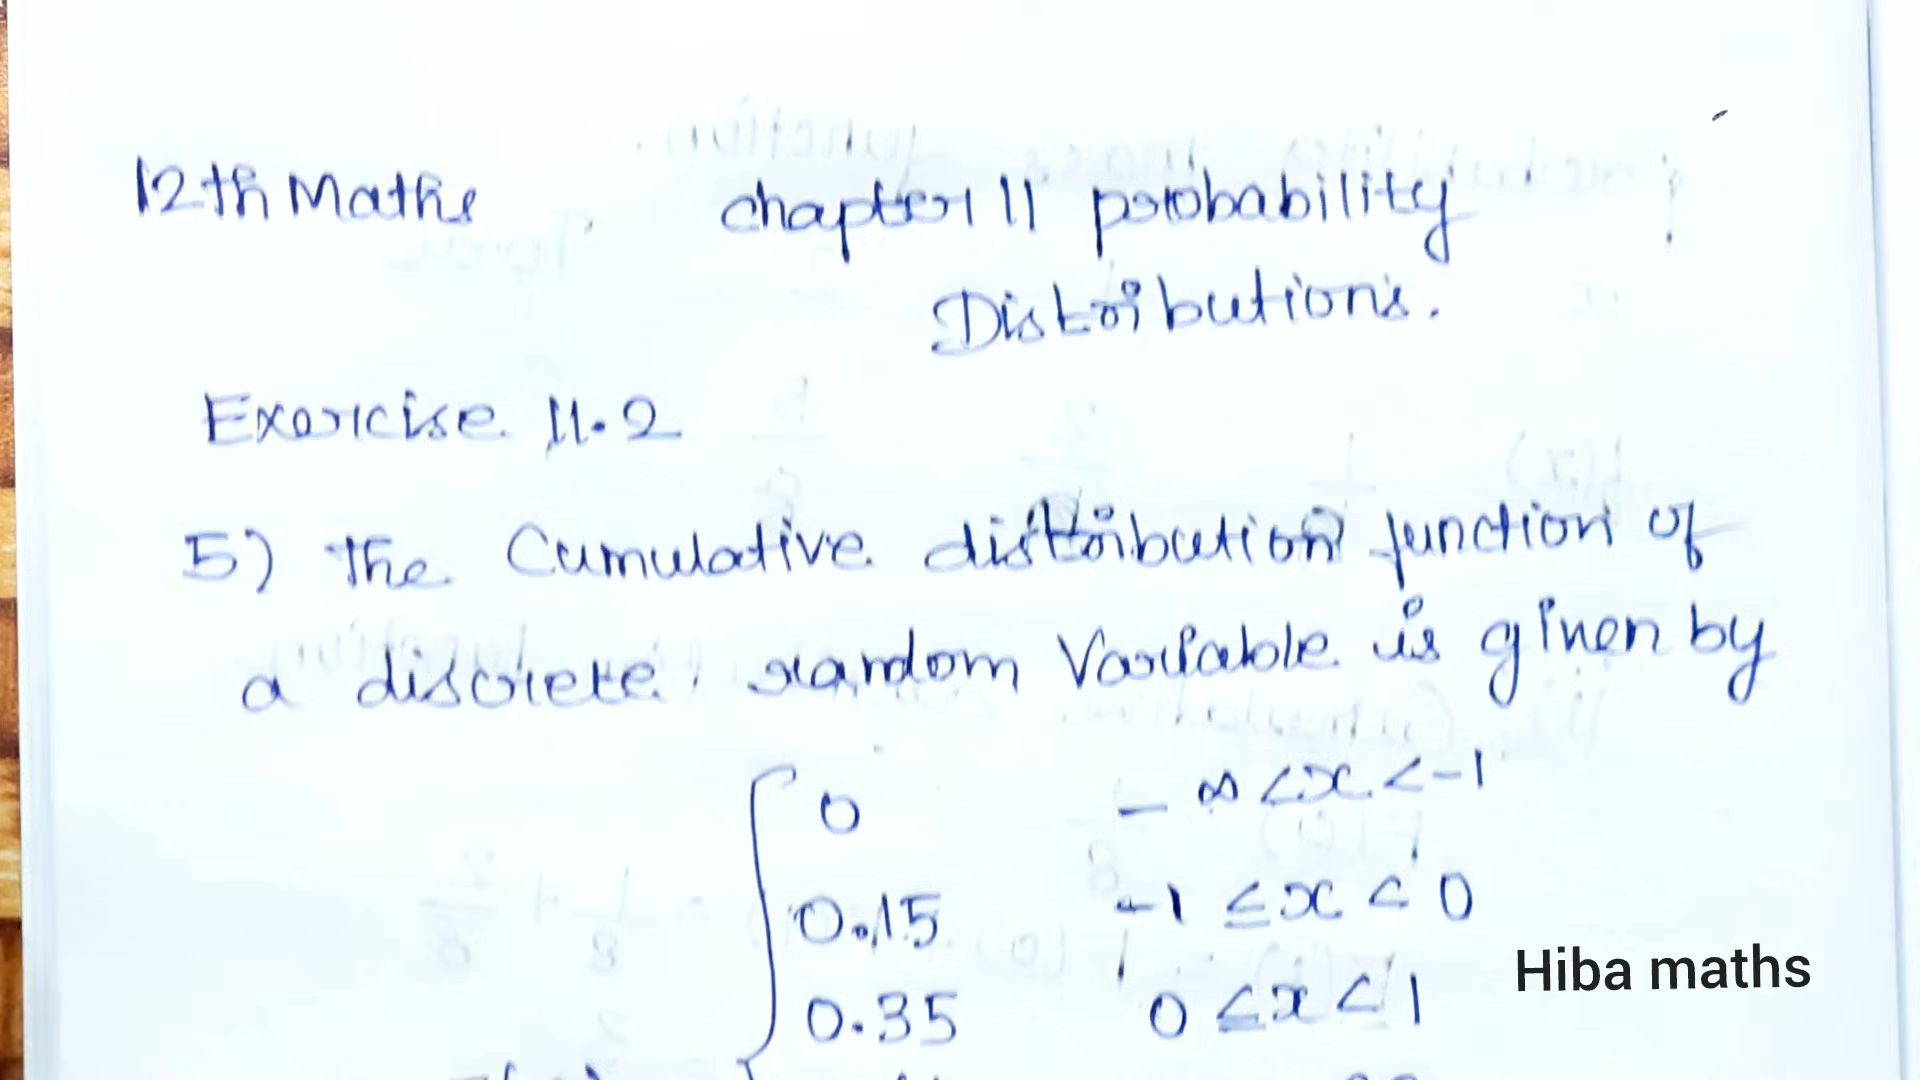 12th Maths chapter 11 probability
Distributions.
Exercise 11.2
5) The Cumulative distribution function of
a discrete random Variable is given by
0 - ∞ < x < -1
0.15 -1 ≤ x < 0
0.35 0 ≤ x < 1
Hiba maths